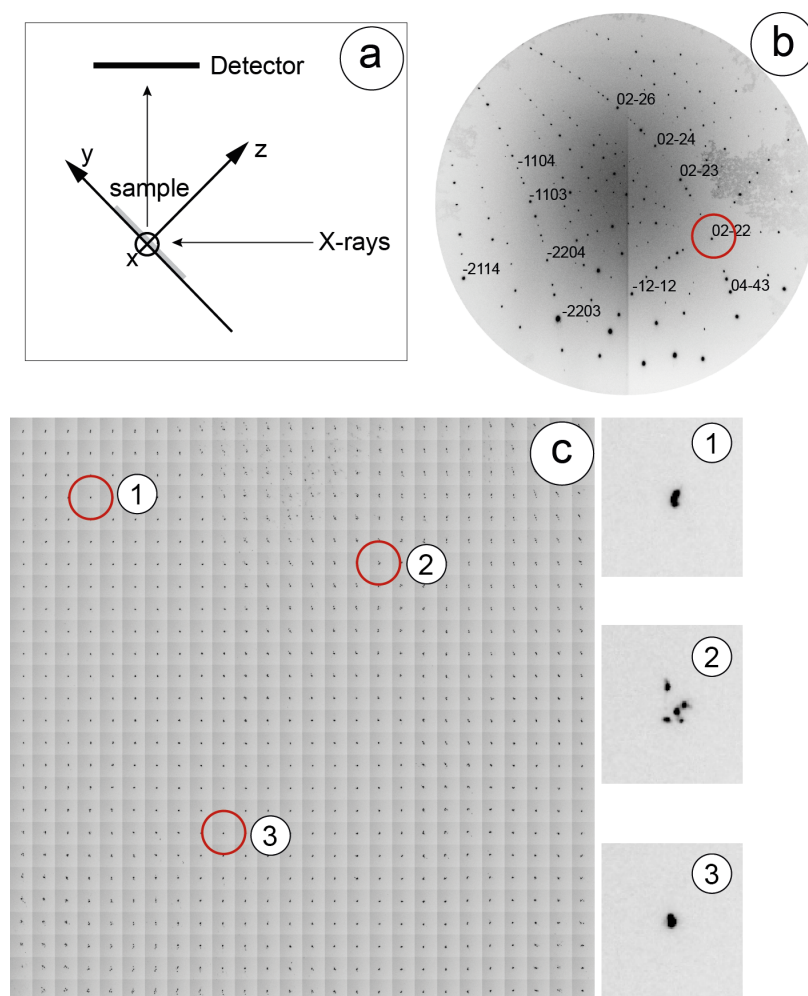 a
Detector
y
z
sample
x
X-rays
b
02-26
02-24
-1104
02-23
-1103
02-22
-2204
-2114
-12-12
04-43
-2203
c
1
2
3
1
2
3